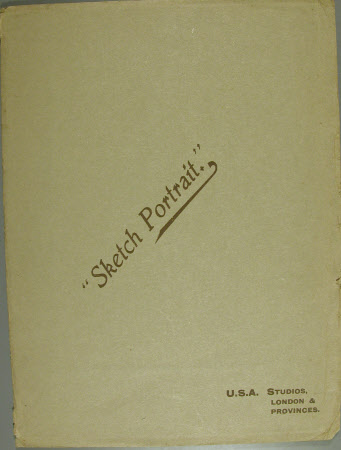 "Sketch Portrait."
U.S.A. STUDIOS,
LONDON &
PROVINCES.